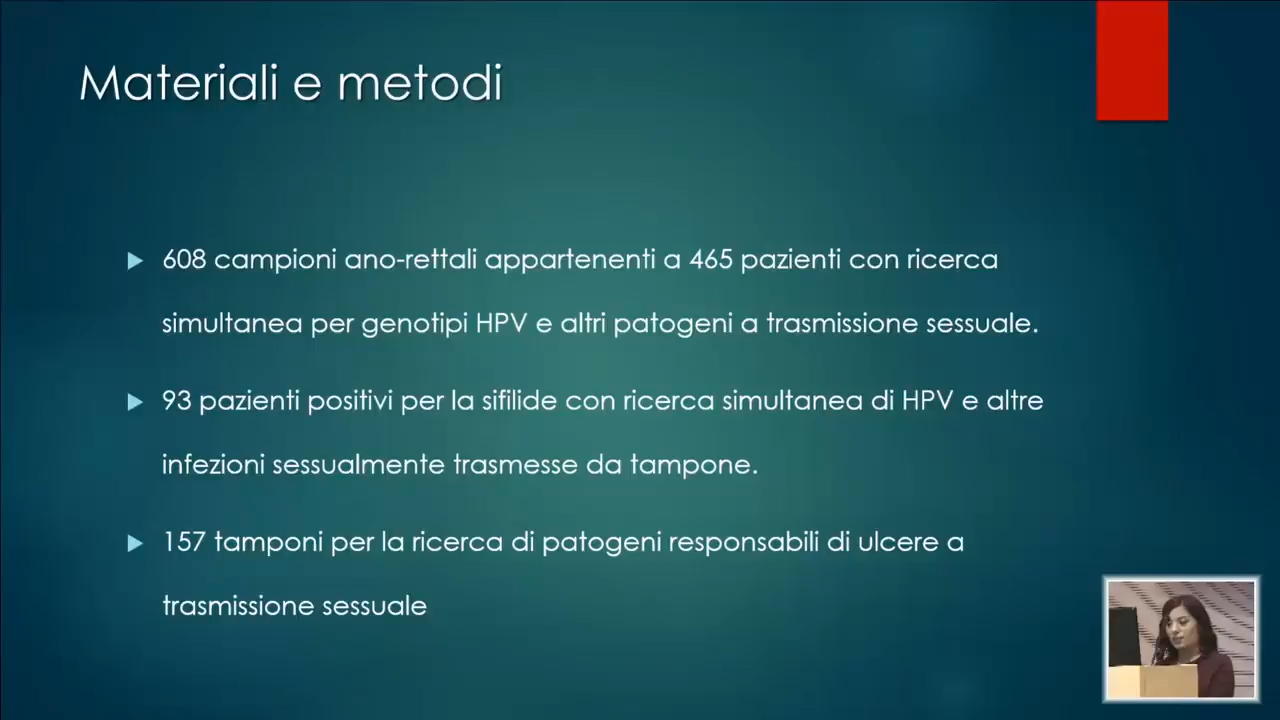 Materiali e metodi
608 campioni ano-rettali appartenenti a 465 pazienti con ricerca
simultanea per genotipi HPV e altri patogeni a trasmissione sessuale.
93 pazienti positivi per la sifilide con ricerca simultanea di HPV e altre
infezioni sessualmente trasmesse da tampone.
157 tamponi per la ricerca di patogeni responsabili di ulcere a
trasmissione sessuale